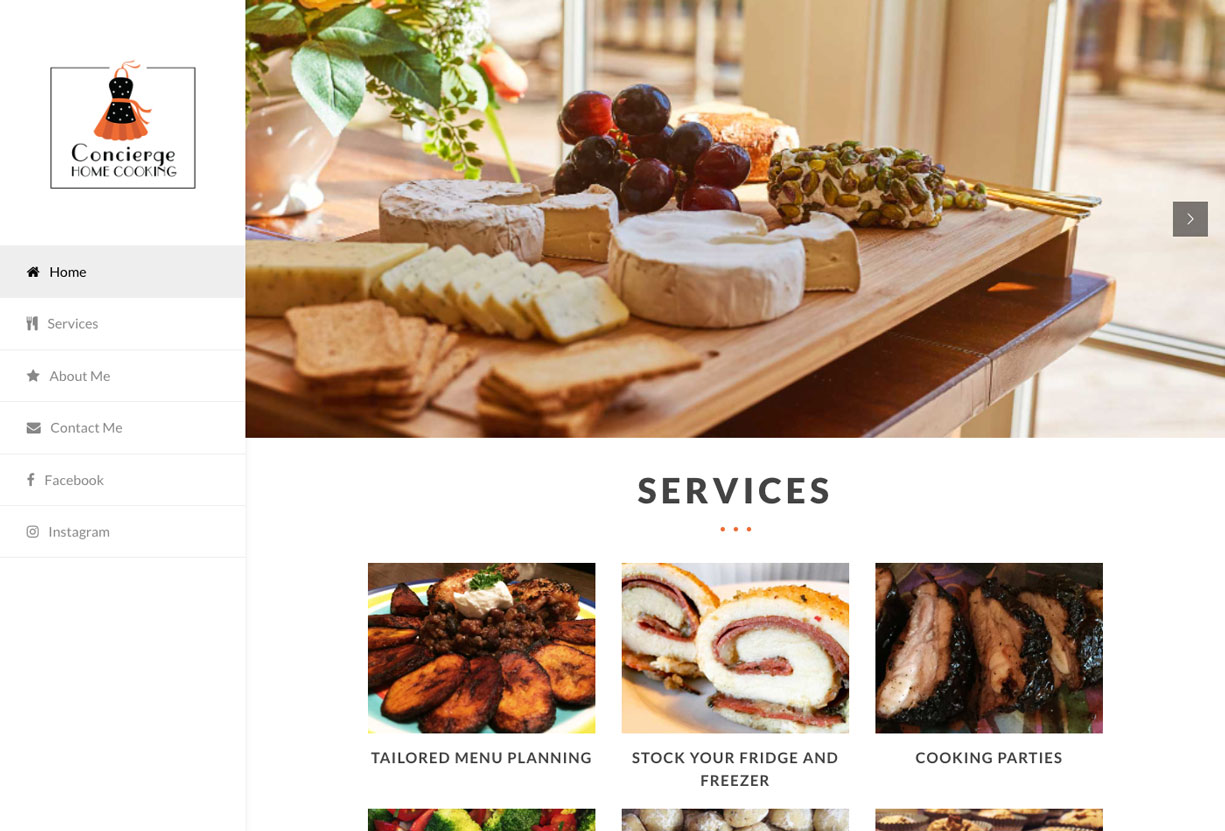 Concierge
HOME COOKING
Home
Services
About Me
Contact Me
Facebook
Instagram
SERVICES
TAILORED MENU PLANNING
STOCK YOUR FRIDGE AND
FREEZER
COOKING PARTIES